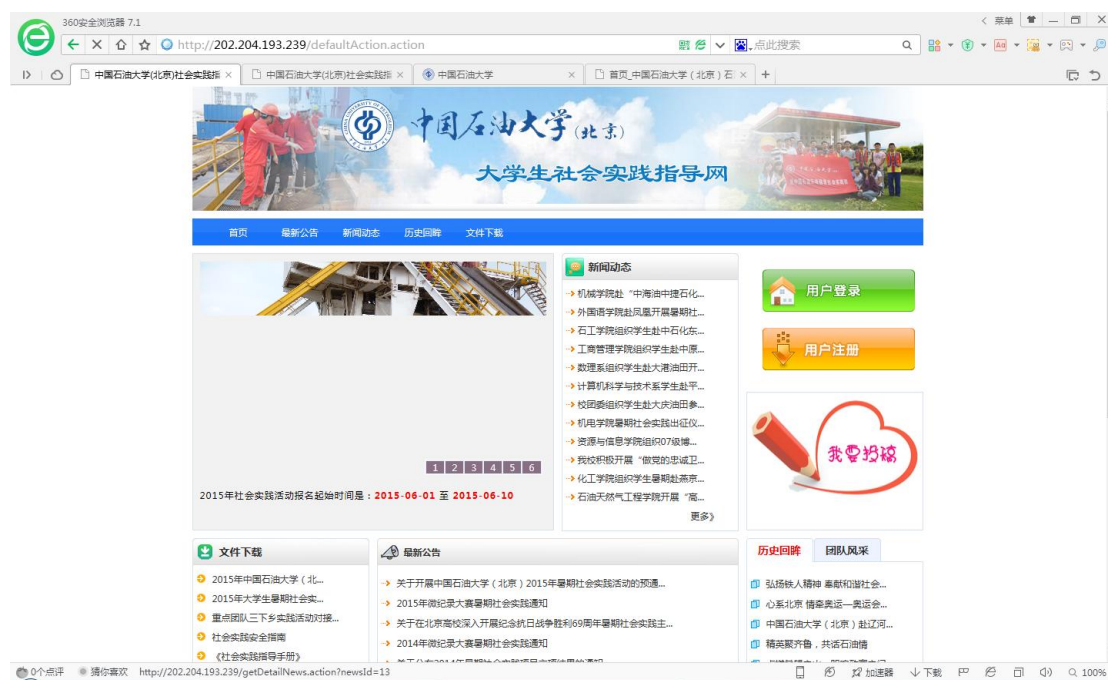 360安全浏览器 7.1
菜单
http://202.204.193.239/defaultAction.action
点此搜索
中国石油大学(北京)社会实践指
中国石油大学(北京)社会实践指
中国石油大学
首页_中国石油大学（北京）石
中国石油大学(北京)
大学生社会实践指导网
首页 最新公告 新闻动态 历史回眸 文件下载
新闻动态
机械学院赴“中海油中捷石化...
外国语学院赴凤凰开展暑期社...
石工学院组织学生赴中石化东...
工商管理学院组织学生赴中原...
数理系组织学生赴大港油田开...
计算机科学与技术系学生赴平...
校团委组织学生赴大庆油田参...
机电学院暑期社会实践出征仪...
资源与信息学院组织07级博...
我校积极开展“做党的忠诚卫...
化工学院组织学生暑期赴燕京...
石油天然气工程学院开展“高...
更多》
1 2 3 4 5 6
2015年社会实践活动报名起始时间是：2015-06-01 至 2015-06-10
用户登录
用户注册
我要投稿
文件下载
2015年中国石油大学（北...
2015年大学生暑期社会实...
重点团队三下乡实践活动对接...
社会实践安全指南
《社会实践指导手册》
最新公告
关于开展中国石油大学（北京）2015年暑期社会实践活动的预通...
2015年微纪录大赛暑期社会实践通知
关于在北京高校深入开展纪念抗日战争胜利69周年暑期社会实践主...
2014年微纪录大赛暑期社会实践通知
历史回眸 团队风采
弘扬铁人精神 奉献和谐社会...
心系北京 情牵奥运—奥运会...
中国石油大学（北京）赴辽河...
精英聚齐鲁，共话石油情
0个点评 猜你喜欢 http://202.204.193.239/getDetailNews.action?newsId=13
加速器 下载 100%